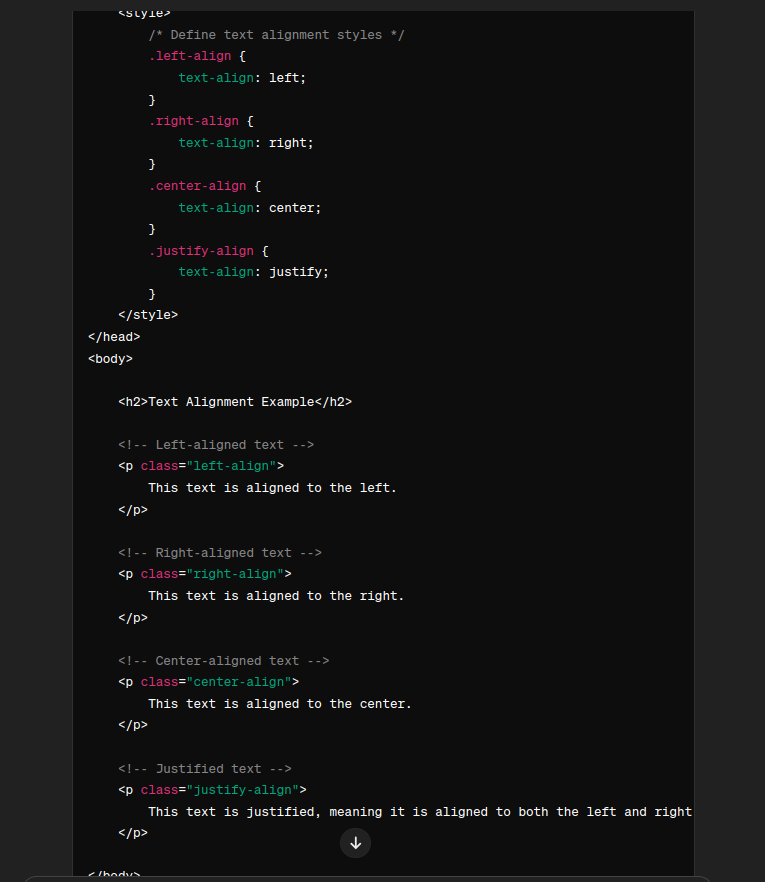 <style>
/* Define text alignment styles */
.left-align {
text-align: left;
}
.right-align {
text-align: right;
}
.center-align {
text-align: center;
}
.justify-align {
text-align: justify;
}
</style>
</head>
<body>
<h2>Text Alignment Example</h2>
<!-- Left-aligned text -->
<p class="left-align">
This text is aligned to the left.
</p>
<!-- Right-aligned text -->
<p class="right-align">
This text is aligned to the right.
</p>
<!-- Center-aligned text -->
<p class="center-align">
This text is aligned to the center.
</p>
<!-- Justified text -->
<p class="justify-align">
This text is justified, meaning it is aligned to both the left and right
</p>
</body>